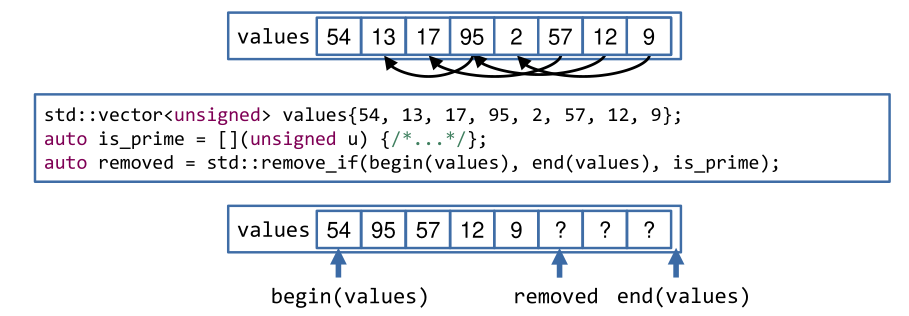 values 54 13 17 95 2 57 12 9
std::vector<unsigned> values{54, 13, 17, 95, 2, 57, 12, 9};
auto is_prime = [](unsigned u) {/*...*/};
auto removed = std::remove_if(begin(values), end(values), is_prime);
values 54 95 57 12 9 ? ? ?
begin(values) removed end(values)